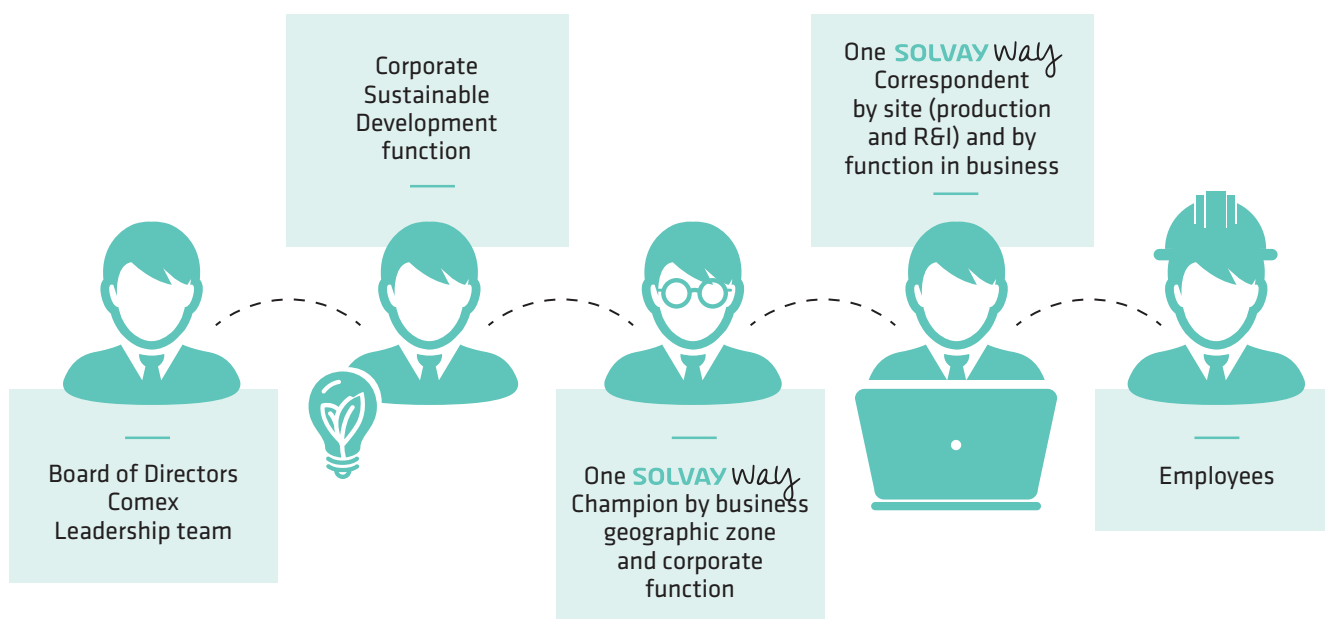 Board of Directors
Comex
Leadership team
Corporate
Sustainable
Development
function
One SOLVAY way
Champion by business
geographic zone
and corporate
function
One SOLVAY way
Correspondent
by site (production
and R&I) and by
function in business
Employees